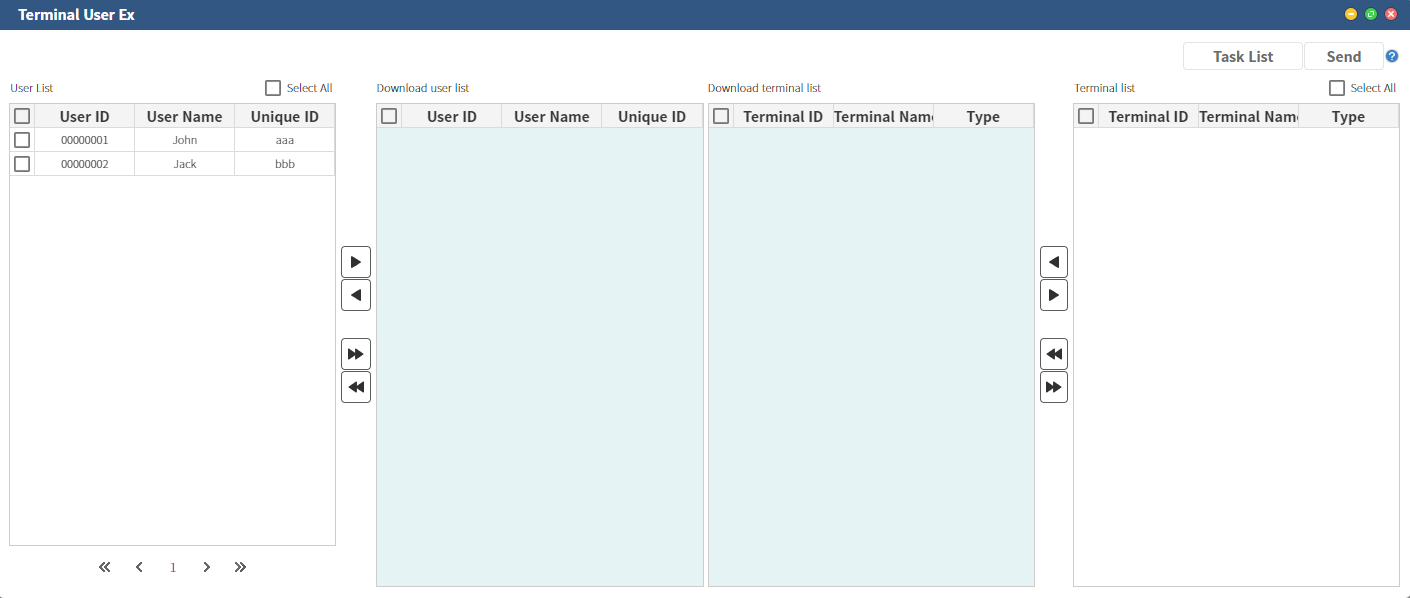 Terminal User Ex
Task List Send
User List Select All Download user list Download terminal list Terminal list Select All
User ID User Name Unique ID User ID User Name Unique ID Terminal ID Terminal Nam Type Terminal ID Terminal Nam Type
00000001 John aaa
00000002 Jack bbb
1